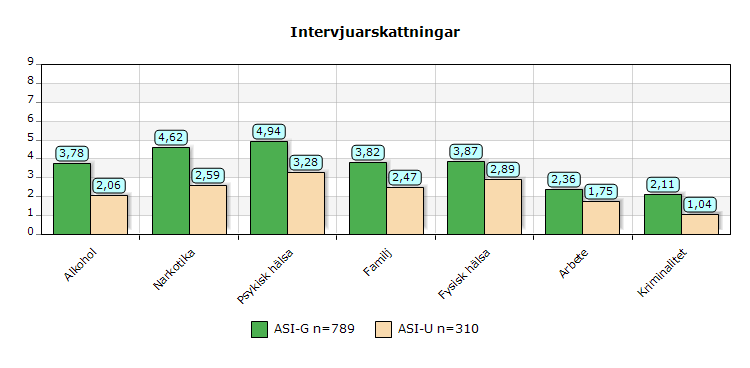 Intervjuarskattningar
9
8
7
6
5
4
3
2
1
0
3,78
2,06
4,62
2,59
4,94
3,28
3,82
2,47
3,87
2,89
2,36
1,75
2,11
1,04
Alkohol
Narkotika
Psykisk hälsa
Familj
Fysisk hälsa
Arbete
Kriminalitet
ASI-G n=789
ASI-U n=310